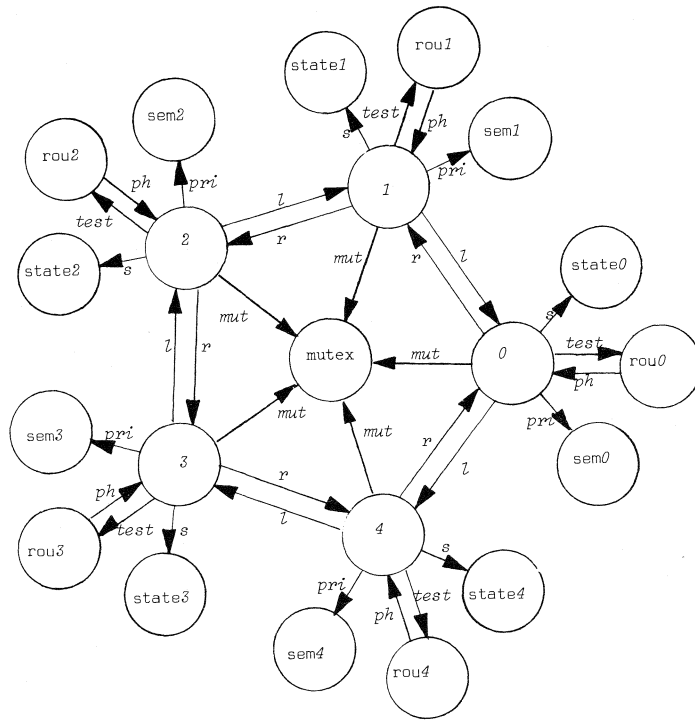 rou1
state1
test
ph
s
sem1
pri
sem2
rou2
ph
pri
test
l
1
2
r
state2
s
mut
l
r
state0
s
mut
mutex
mut
0
test
rou0
ph
l
r
pri
sem0
mut
mut
r
l
sem3
pri
3
r
ph
test
l
4
rou3
s
state3
s
state4
pri
test
ph
sem4
rou4